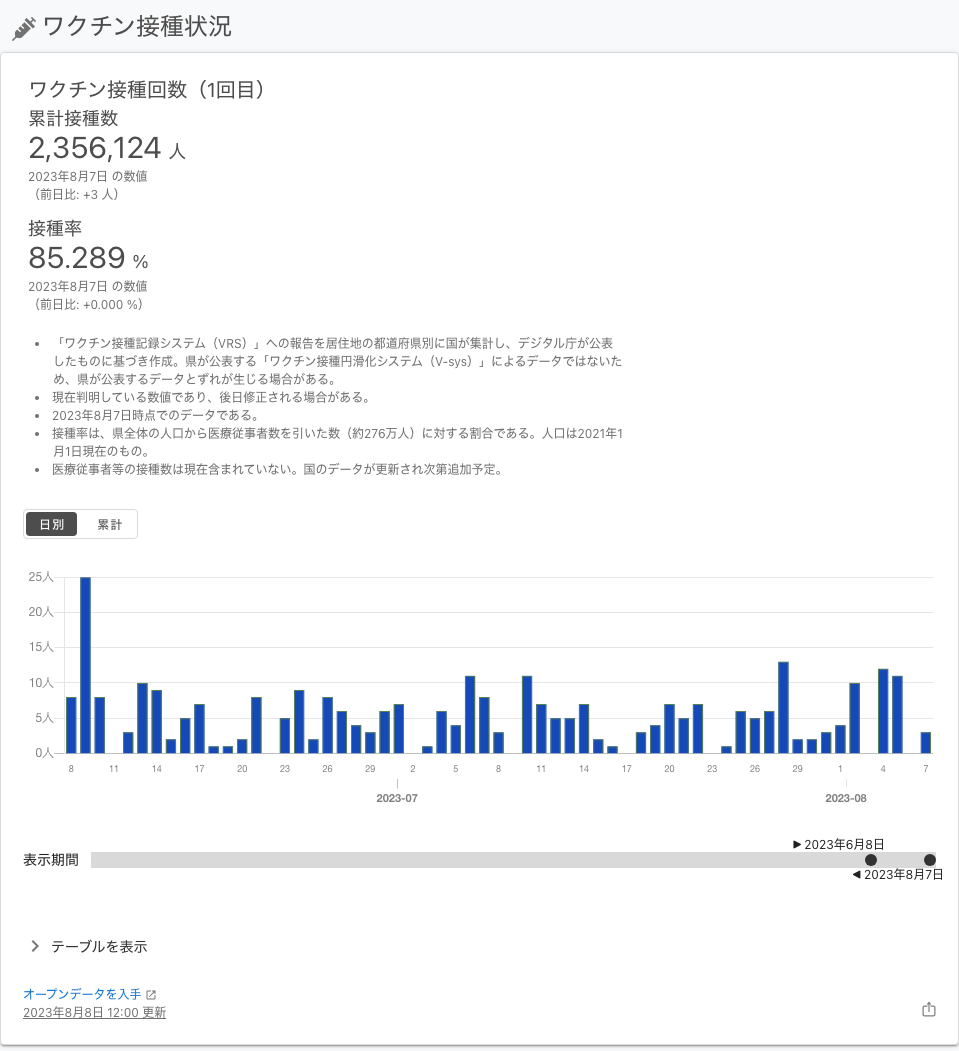 ワクチン接種状況
ワクチン接種回数（1回目）
累計接種数
2,356,124 人
2023年8月7日 の数値
（前日比: +3 人）
接種率
85.289 %
2023年8月7日 の数値
（前日比: +0.000 %）
• 「ワクチン接種記録システム（VRS）」への報告を居住地の都道府県別に国が集計し、デジタル庁が公表
したものに基づき作成。県が公表する「ワクチン接種円滑化システム（V-sys）」によるデータではないた
め、県が公表するデータとずれが生じる場合がある。
• 現在判明している数値であり、後日修正される場合がある。
• 2023年8月7日時点でのデータである。
• 接種率は、県全体の人口から医療従事者数を引いた数（約276万人）に対する割合である。人口は2021年1
月1日現在のもの。
• 医療従事者等の接種数は現在含まれていない。国のデータが更新され次第追加予定。
日別 累計
25人
20人
15人
10人
5人
0人
8 11 14 17 20 23 26 29 2 5 8 11 14 17 20 23 26 29 1 4 7
2023-07 2023-08
2023年6月8日
表示期間
2023年8月7日
テーブルを表示
オープンデータを入手
2023年8月8日 12:00 更新